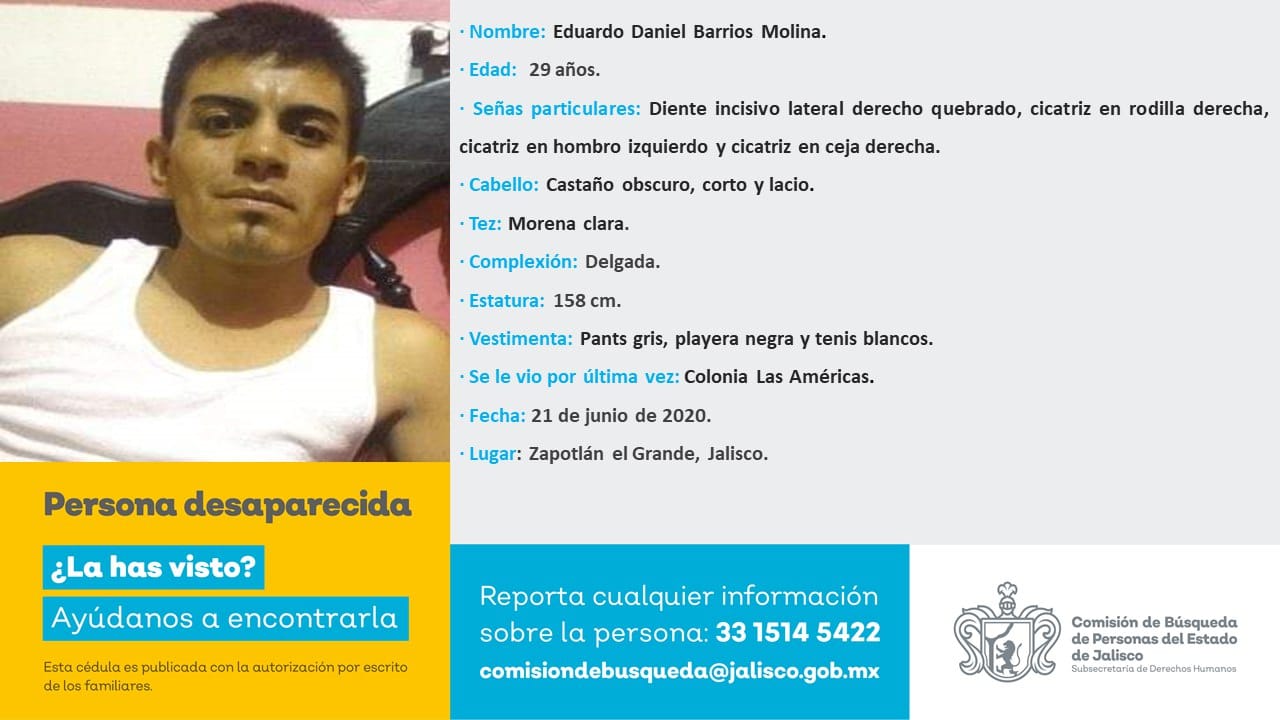 · Nombre: Eduardo Daniel Barrios Molina.
· Edad: 29 años.
· Señas particulares: Diente incisivo lateral derecho quebrado, cicatriz en rodilla derecha,
cicatriz en hombro izquierdo y cicatriz en ceja derecha.
· Cabello: Castaño obscuro, corto y lacio.
· Tez: Morena clara.
· Complexión: Delgada.
· Estatura: 158 cm.
· Vestimenta: Pants gris, playera negra y tenis blancos.
· Se le vio por última vez: Colonia Las Américas.
· Fecha: 21 de junio de 2020.
· Lugar: Zapotlán el Grande, Jalisco.
Persona desaparecida
¿La has visto?
Ayúdanos a encontrarla
Esta cédula es publicada con la autorización por escrito
de los familiares.
Reporta cualquier información
sobre la persona: 33 1514 5422
comisiondebusqueda@jalisco.gob.mx
Comisión de Búsqueda
de Personas del Estado
de Jalisco
Subsecretaría de Derechos Humanos